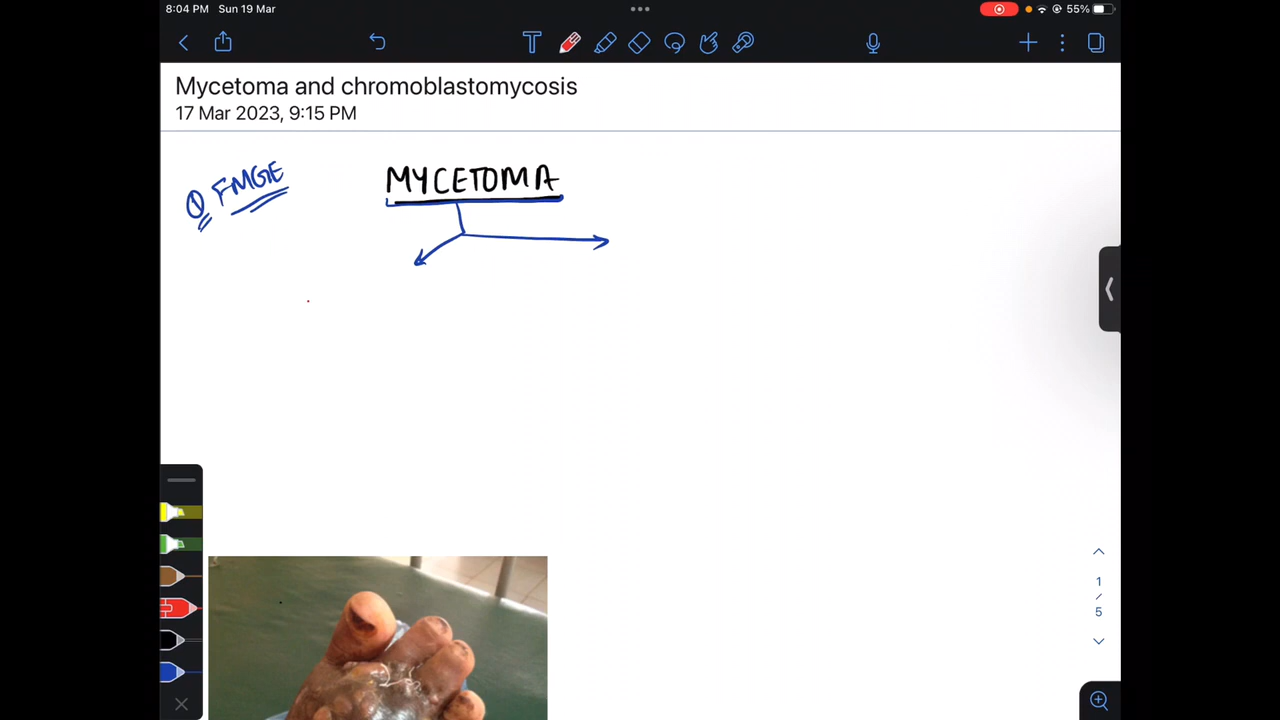 8:04 PM Sun 19 Mar
55%
T
Mycetoma and chromoblastomycosis
17 Mar 2023, 9:15 PM
FMGE
MYCETOMA
1
5